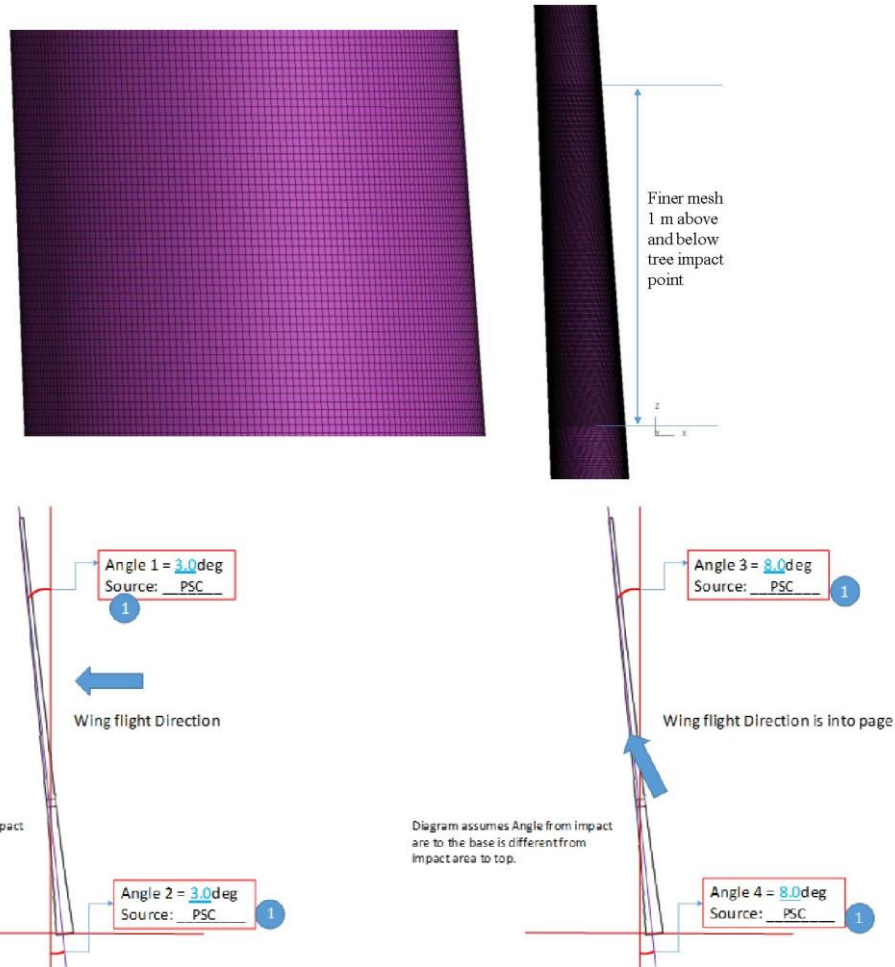 Finer mesh
1 m above
and below
tree impact
point
z
x
Angle 1 = 3.0deg
Source: __PSC___
1
Wing flight Direction
pact
Angle 2 = 3.0deg
Source: __PSC____
1
Angle 3 = 8.0deg
Source: ___PSC____
1
Wing flight Direction is into page
Diagram assumes Angle from impact
are to the base is different from
impact area to top.
Angle 4 = 8.0deg
Source: ___PSC____
1